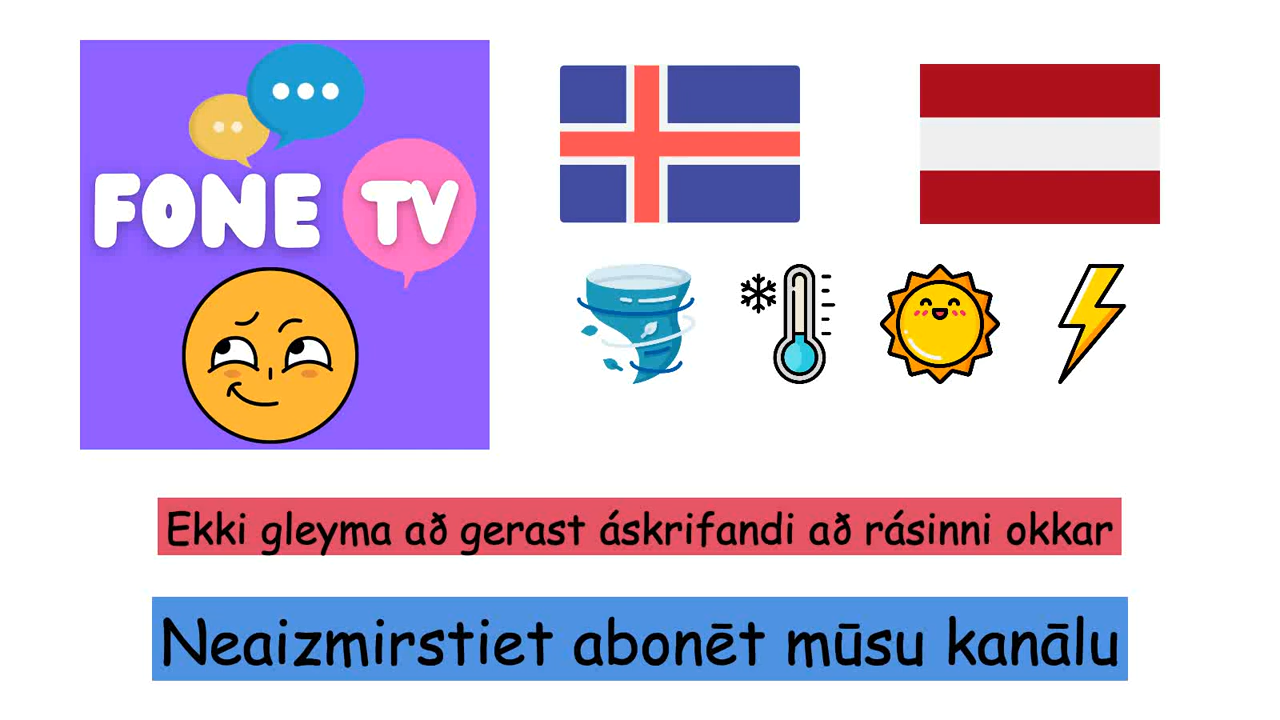 FONE TV
Ekki gleyma að gerast áskrifandi að rásinni okkar
Neaizmirstiet abonēt mūsu kanālu